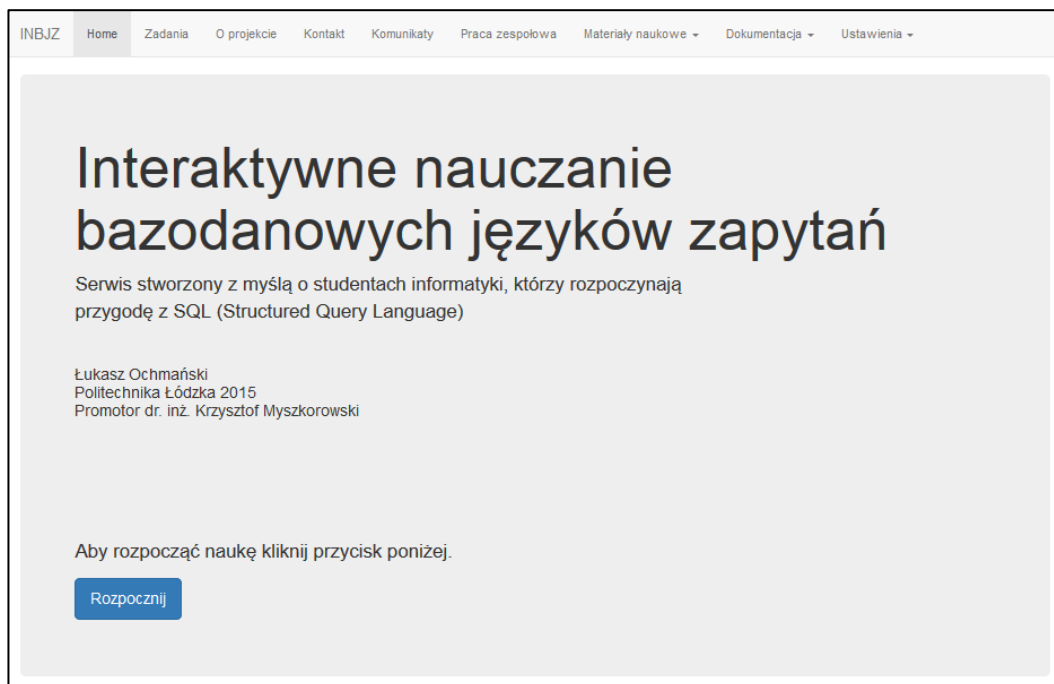 INBJZ Home Zadania O projekcie Kontakt Komunikaty Praca zespołowa Materiały naukowe Dokumentacja Ustawienia
Interaktywne nauczanie
bazodanowych języków zapytań
Serwis stworzony z myślą o studentach informatyki, którzy rozpoczynają
przygodę z SQL (Structured Query Language)
Łukasz Ochmański
Politechnika Łódzka 2015
Promotor dr. inż. Krzysztof Myszkorowski
Aby rozpocząć naukę kliknij przycisk poniżej.
Rozpocznij